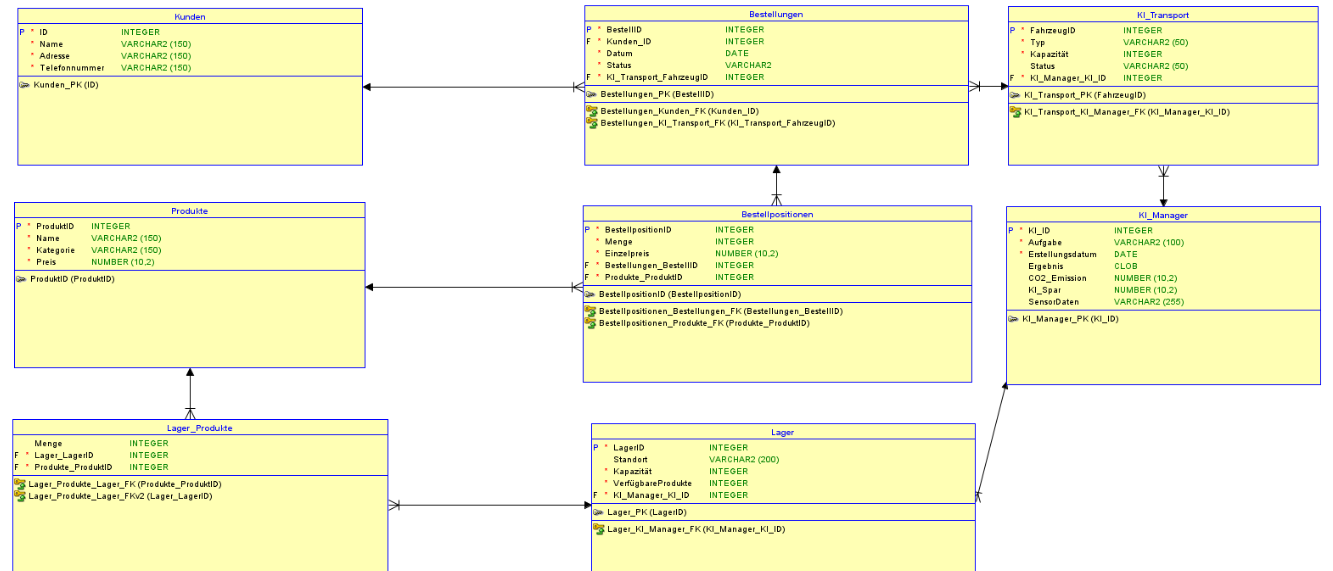 Kunden
P * ID INTEGER
* Name VARCHAR2 (150)
* Adresse VARCHAR2 (150)
* Telefonnummer VARCHAR2 (150)
Kunden_PK (ID)
Bestellungen
P * BestellID INTEGER
F * Kunden_ID INTEGER
* Datum DATE
* Status VARCHAR2
F * KI_Transport_FahrzeugID INTEGER
Bestellungen_PK (BestellID)
Bestellungen_Kunden_FK (Kunden_ID)
Bestellungen_KI_Transport_FK (KI_Transport_FahrzeugID)
KI_Transport
P * FahrzeugID INTEGER
* Typ VARCHAR2 (50)
* Kapazität INTEGER
Status VARCHAR2 (50)
F * KI_Manager_KI_ID INTEGER
KI_Transport_PK (FahrzeugID)
KI_Transport_KI_Manager_FK (KI_Manager_KI_ID)
Produkte
P * ProduktID INTEGER
* Name VARCHAR2 (150)
* Kategorie VARCHAR2 (150)
* Preis NUMBER (10,2)
ProduktID (ProduktID)
Bestellpositionen
P * BestellpositionID INTEGER
* Menge INTEGER
* Einzelpreis NUMBER (10,2)
F * Bestellungen_BestellID INTEGER
F * Produkte_ProduktID INTEGER
BestellpositionID (BestellpositionID)
Bestellpositionen_Bestellungen_FK (Bestellungen_BestellID)
Bestellpositionen_Produkte_FK (Produkte_ProduktID)
KI_Manager
P * KI_ID INTEGER
* Aufgabe VARCHAR2 (100)
* Erstellungsdatum DATE
Ergebnis CLOB
CO2_Emission NUMBER (10,2)
KI_Spar NUMBER (10,2)
SensorDaten VARCHAR2 (255)
KI_Manager_PK (KI_ID)
Lager_Produkte
Menge INTEGER
F * Lager_LagerID INTEGER
F * Produkte_ProduktID INTEGER
Lager_Produkte_Lager_FK (Produkte_ProduktID)
Lager_Produkte_Lager_FKv2 (Lager_LagerID)
Lager
P * LagerID INTEGER
Standort VARCHAR2 (200)
* Kapazität INTEGER
* VerfügbareProdukte INTEGER
F * KI_Manager_KI_ID INTEGER
Lager_PK (LagerID)
Lager_KI_Manager_FK (KI_Manager_KI_ID)